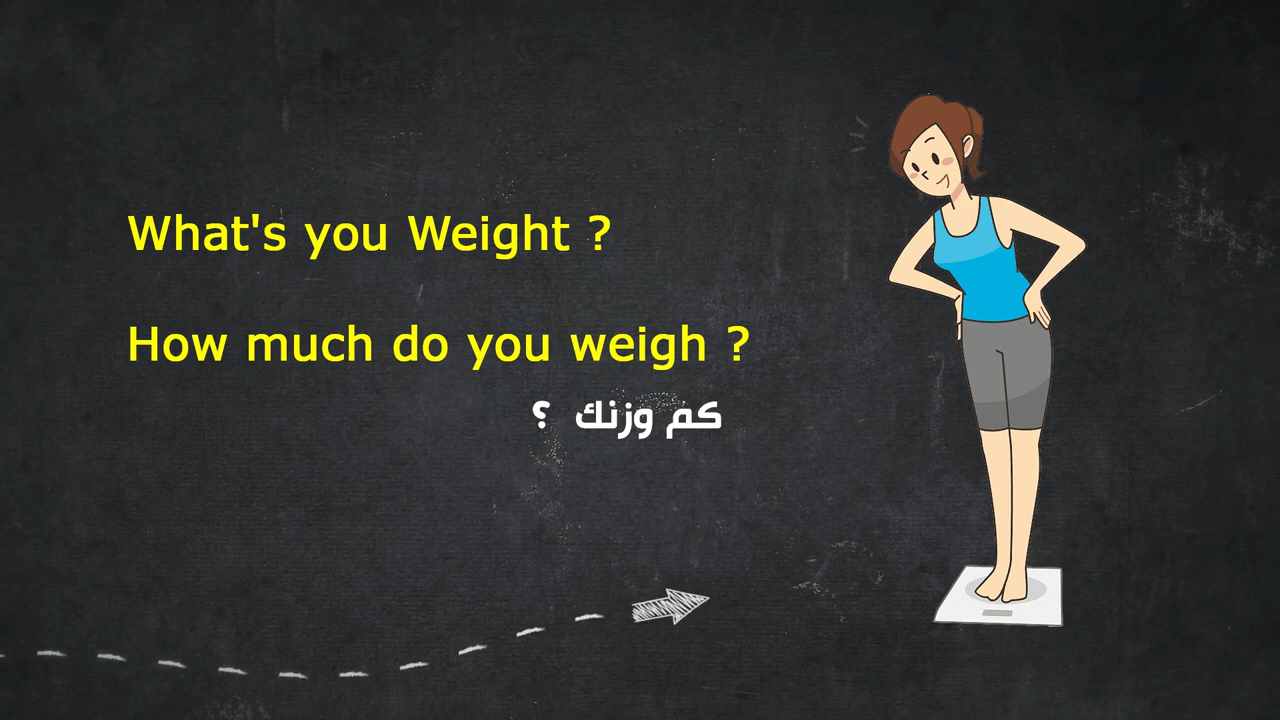 What's you Weight ?
How much do you weigh ?
كم وزنك ؟